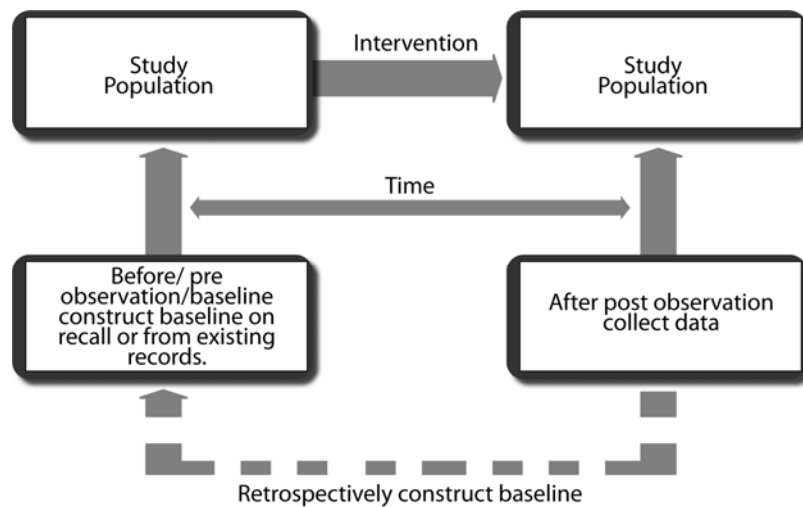 Study
Population
Intervention
Study
Population
Time
Before/ pre
observation/baseline
construct baseline on
recall or from existing
records.
After post observation
collect data
Retrospectively construct baseline